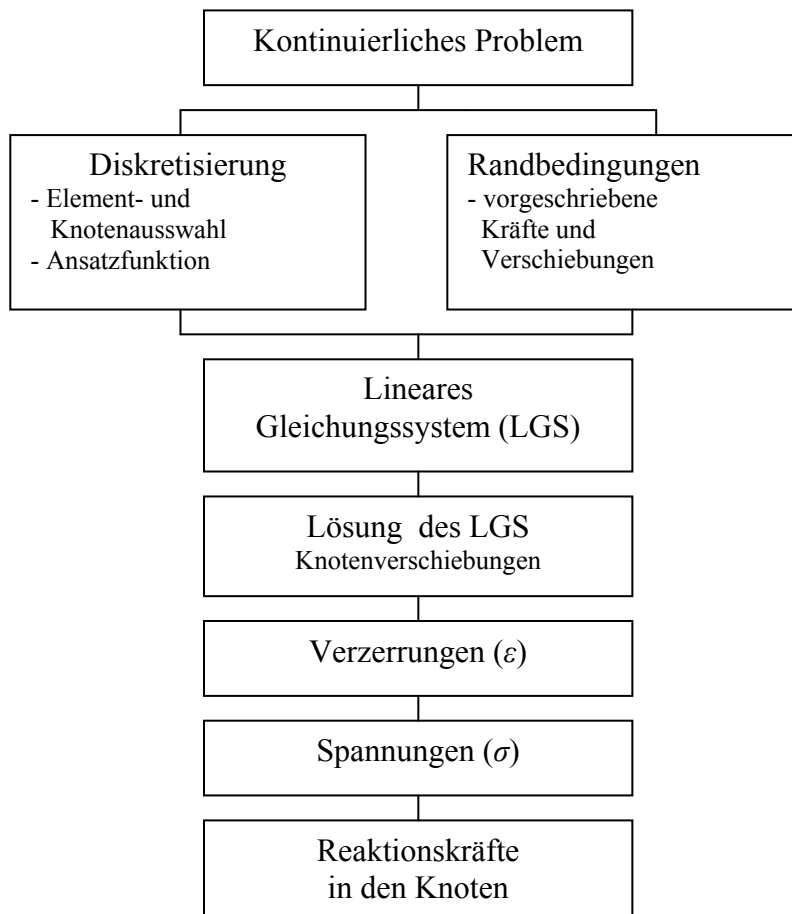 Kontinuierliches Problem
Diskretisierung
- Element- und
Knotenausswahl
- Ansatzfunktion
Randbedingungen
- vorgeschriebene
Kräfte und
Verschiebungen
Lineares
Gleichungssystem (LGS)
Lösung des LGS
Knotenverschiebungen
Verzerrungen (ε)
Spannungen (σ)
Reaktionskräfte
in den Knoten